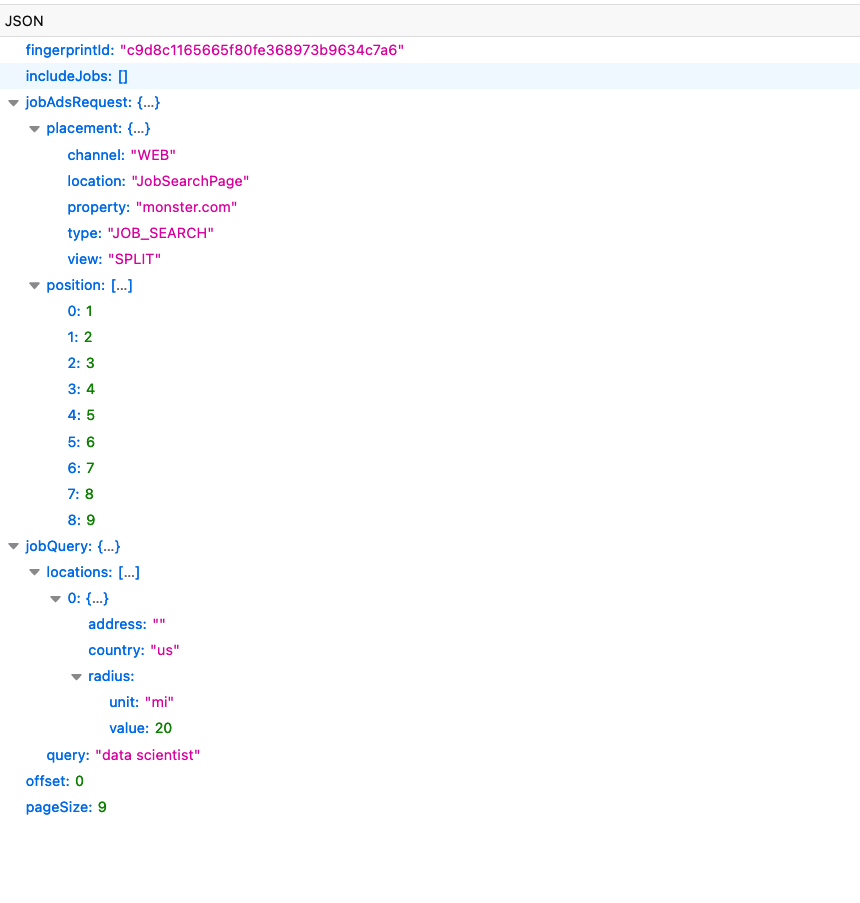 JSON
fingerprintId: "c9d8c1165665f80fe368973b9634c7a6"
includeJobs: []
jobAdsRequest: {…}
placement: {…}
channel: "WEB"
location: "JobSearchPage"
property: "monster.com"
type: "JOB_SEARCH"
view: "SPLIT"
position: […]
0: 1
1: 2
2: 3
3: 4
4: 5
5: 6
6: 7
7: 8
8: 9
jobQuery: {…}
locations: […]
0: {…}
address: ""
country: "us"
radius:
unit: "mi"
value: 20
query: "data scientist"
offset: 0
pageSize: 9